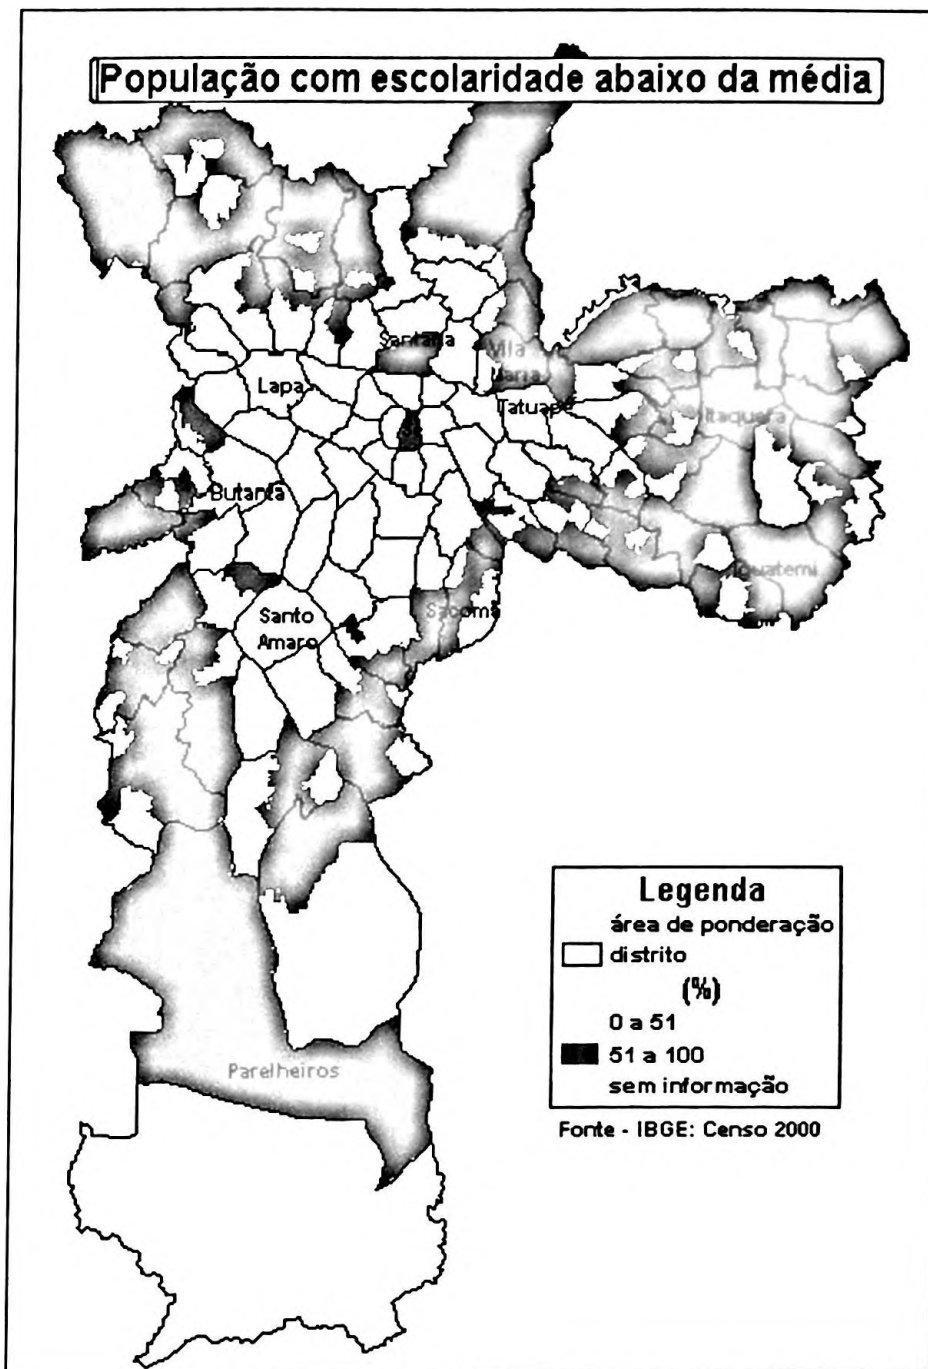 População com escolaridade abaixo da média
Santana
Vila
Maria
Lapa
Tatuapé
Itaquera
Butantã
Iguatemi
Sacomã
Santo
Amaro
Legenda
área de ponderação
distrito
(%)
0 a 51
51 a 100
Parelheiros
sem informação
Fonte - IBGE: Censo 2000